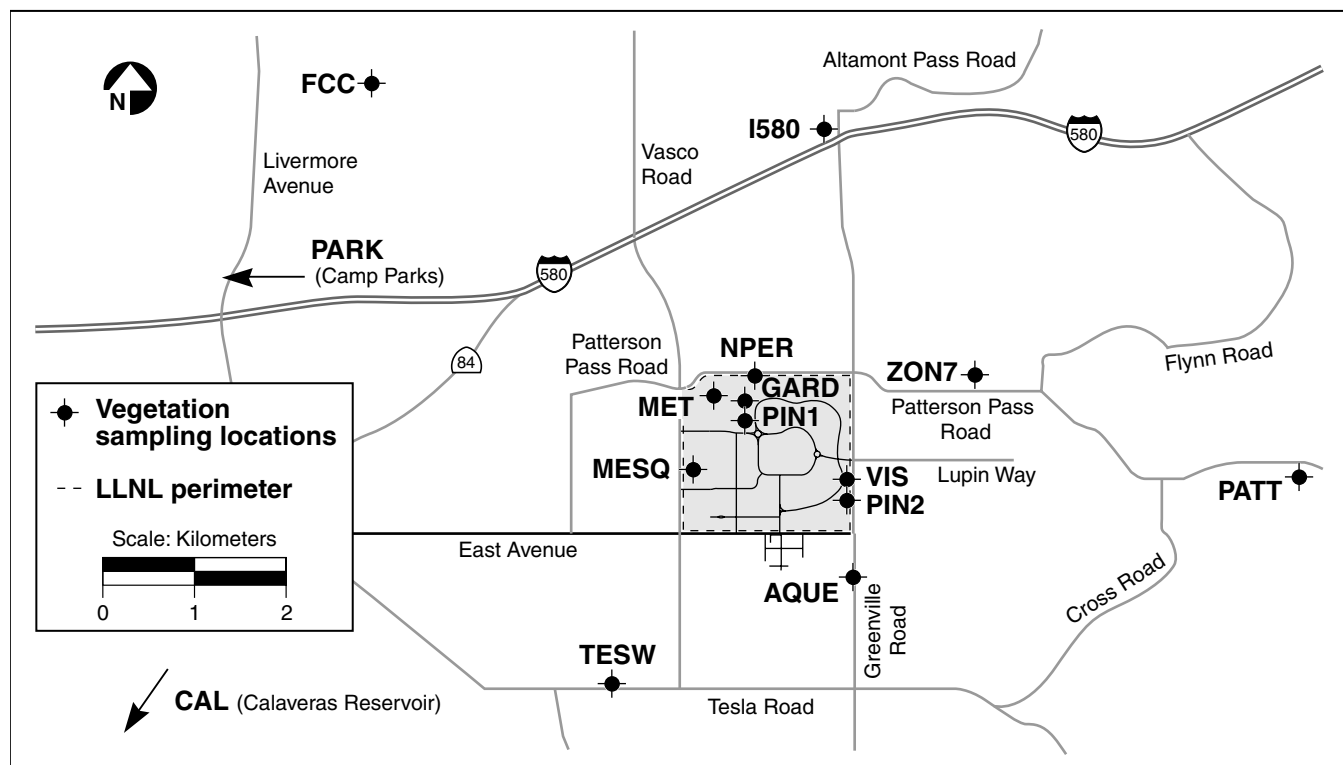 Altamont Pass Road
FCC
N
I580
580
Livermore
Avenue
Vasco
Road
PARK
(Camp Parks)
580
84
Patterson
Pass Road
NPER
Flynn Road
ZON7
GARD
MET
PIN1
Patterson Pass
Road
Vegetation
sampling locations
MESQ
VIS
Lupin Way
PATT
LLNL perimeter
PIN2
Scale: Kilometers
East Avenue
0 1 2
AQUE
Greenville
Road
Cross Road
TESW
CAL (Calaveras Reservoir)
Tesla Road